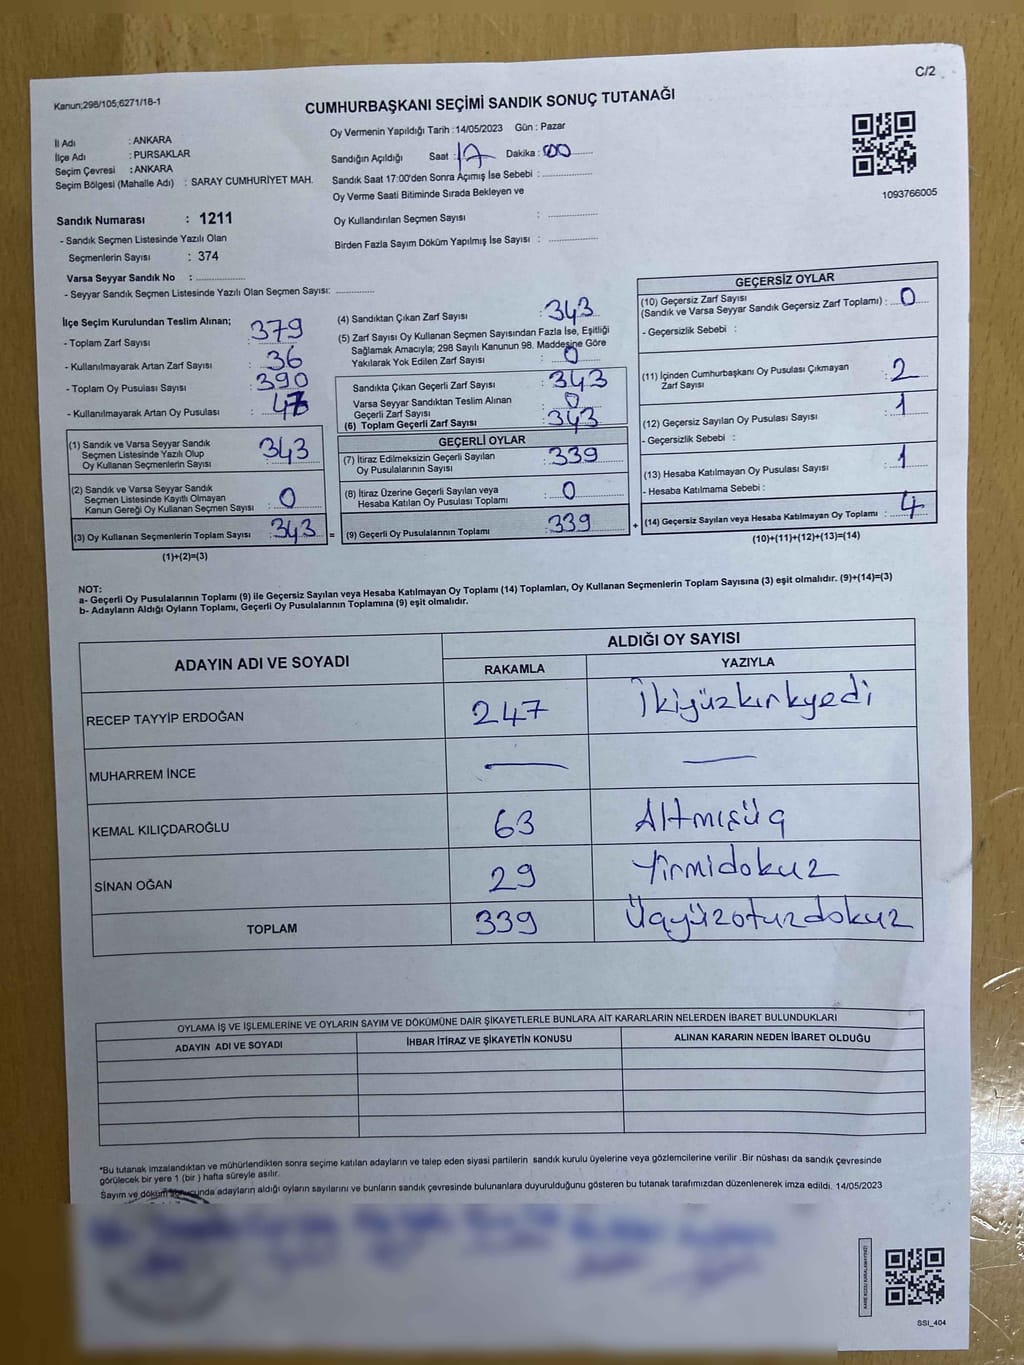 C/2
Kanun;298/105;6271/18-1
CUMHURBAŞKANI SEÇİMİ SANDIK SONUÇ TUTANAĞI
İl Adı : ANKARA
İlçe Adı : PURSAKLAR
Seçim Çevresi : ANKARA
Seçim Bölgesi (Mahalle Adı) : SARAY CUMHURİYET MAH.
Sandık Numarası : 1211
- Sandık Seçmen Listesinde Yazılı Olan
Seçmenlerin Sayısı : 374
Varsa Seyyar Sandık No : ..............
- Seyyar Sandık Seçmen Listesinde Yazılı Olan Seçmen Sayısı: ..............
Oy Vermenin Yapıldığı Tarih : 14/05/2023 Gün : Pazar
Sandığın Açıldığı Saat : 17 Dakika : 00
Sandık Saat 17:00'den Sonra Açımış İse Sebebi : ..............
Oy Verme Saati Bitiminde Sırada Bekleyen ve
Oy Kullandırılan Seçmen Sayısı : ..............
Birden Fazla Sayım Döküm Yapılmış İse Sayısı : ..............
1093766005
İlçe Seçim Kurulundan Teslim Alınan;
- Toplam Zarf Sayısı : 379
- Kullanılmayarak Artan Zarf Sayısı : 36
- Toplam Oy Pusulası Sayısı : 390
- Kullanılmayarak Artan Oy Pusulası :
(1) Sandık ve Varsa Seyyar Sandık
Seçmen Listesinde Yazılı Olup
Oy Kullanan Seçmenlerin Sayısı : 343
(2) Sandık ve Varsa Seyyar Sandık
Seçmen Listesinde Kayıtlı Olmayan
Kanun Gereği Oy Kullanan Seçmen Sayısı : 0
(3) Oy Kullanan Seçmenlerin Toplam Sayısı : 343 =
(1)+(2)=(3)
(4) Sandıktan Çıkan Zarf Sayısı : 343
(5) Zarf Sayısı Oy Kullanan Seçmen Sayısından Fazla İse, Eşitliği
Sağlamak Amacıyla; 298 Sayılı Kanunun 98. Maddesine Göre
Yakılarak Yok Edilen Zarf Sayısı : 0
Sandıkta Çıkan Geçerli Zarf Sayısı : 343
Varsa Seyyar Sandıktan Teslim Alınan
Geçerli Zarf Sayısı : 0
(6) Toplam Geçerli Zarf Sayısı : 343
GEÇERLİ OYLAR
(7) İtiraz Edilmeksizin Geçerli Sayılan
Oy Pusulalarının Sayısı : 339
(8) İtiraz Üzerine Geçerli Sayılan veya
Hesaba Katılan Oy Pusulası Toplamı : 0
(9) Geçerli Oy Pusulalarının Toplamı : 339 +
GEÇERSİZ OYLAR
(10) Geçersiz Zarf Sayısı
(Sandık ve Varsa Seyyar Sandık Geçersiz Zarf Toplamı) : 0
- Geçersizlik Sebebi :
(11) İçinden Cumhurbaşkanı Oy Pusulası Çıkmayan
Zarf Sayısı : 2
(12) Geçersiz Sayılan Oy Pusulası Sayısı : 1
- Geçersizlik Sebebi :
(13) Hesaba Katılmayan Oy Pusulası Sayısı : 1
- Hesaba Katılmama Sebebi :
(14) Geçersiz Sayılan veya Hesaba Katılmayan Oy Toplamı : 4
(10)+(11)+(12)+(13)=(14)
NOT:
a- Geçerli Oy Pusulalarının Toplamı (9) ile Geçersiz Sayılan veya Hesaba Katılmayan Oy Toplamı (14) Toplamları, Oy Kullanan Seçmenlerin Toplam Sayısına (3) eşit olmalıdır. (9)+(14)=(3)
b- Adayların Aldığı Oyların Toplamı, Geçerli Oy Pusulalarının Toplamına (9) eşit olmalıdır.
ADAYIN ADI VE SOYADI
ALDIĞI OY SAYISI
RAKAMLA YAZIYLA
RECEP TAYYİP ERDOĞAN 247 İkiyüzkırkyedi
MUHARREM İNCE — —
KEMAL KILIÇDAROĞLU 63 Altmışüç
SİNAN OĞAN 29 Yirmidokuz
TOPLAM 339 Üçyüzotuzdokuz
OYLAMA İŞ VE İŞLEMLERİNE VE OYLARIN SAYIM VE DÖKÜMÜNE DAİR ŞİKAYETLERLE BUNLARA AİT KARARLARIN NELERDEN İBARET BULUNDUKLARI
ADAYIN ADI VE SOYADI İHBAR İTİRAZ VE ŞİKAYETİN KONUSU ALINAN KARARIN NEDEN İBARET OLDUĞU
*Bu tutanak imzalandıktan ve mühürlendikten sonra seçime katılan adayların ve talep eden siyasi partilerin sandık kurulu üyelerine veya gözlemcilerine verilir .Bir nüshası da sandık çevresinde
görülecek bir yere 1 (bir ) hafta süreyle asılır.
Sayım ve döküm sonucunda adayların aldığı oyların sayılarını ve bunların sandık çevresinde bulunanlara duyurulduğunu gösteren bu tutanak tarafımızdan düzenlenerek imza edildi. 14/05/2023
SSI_404